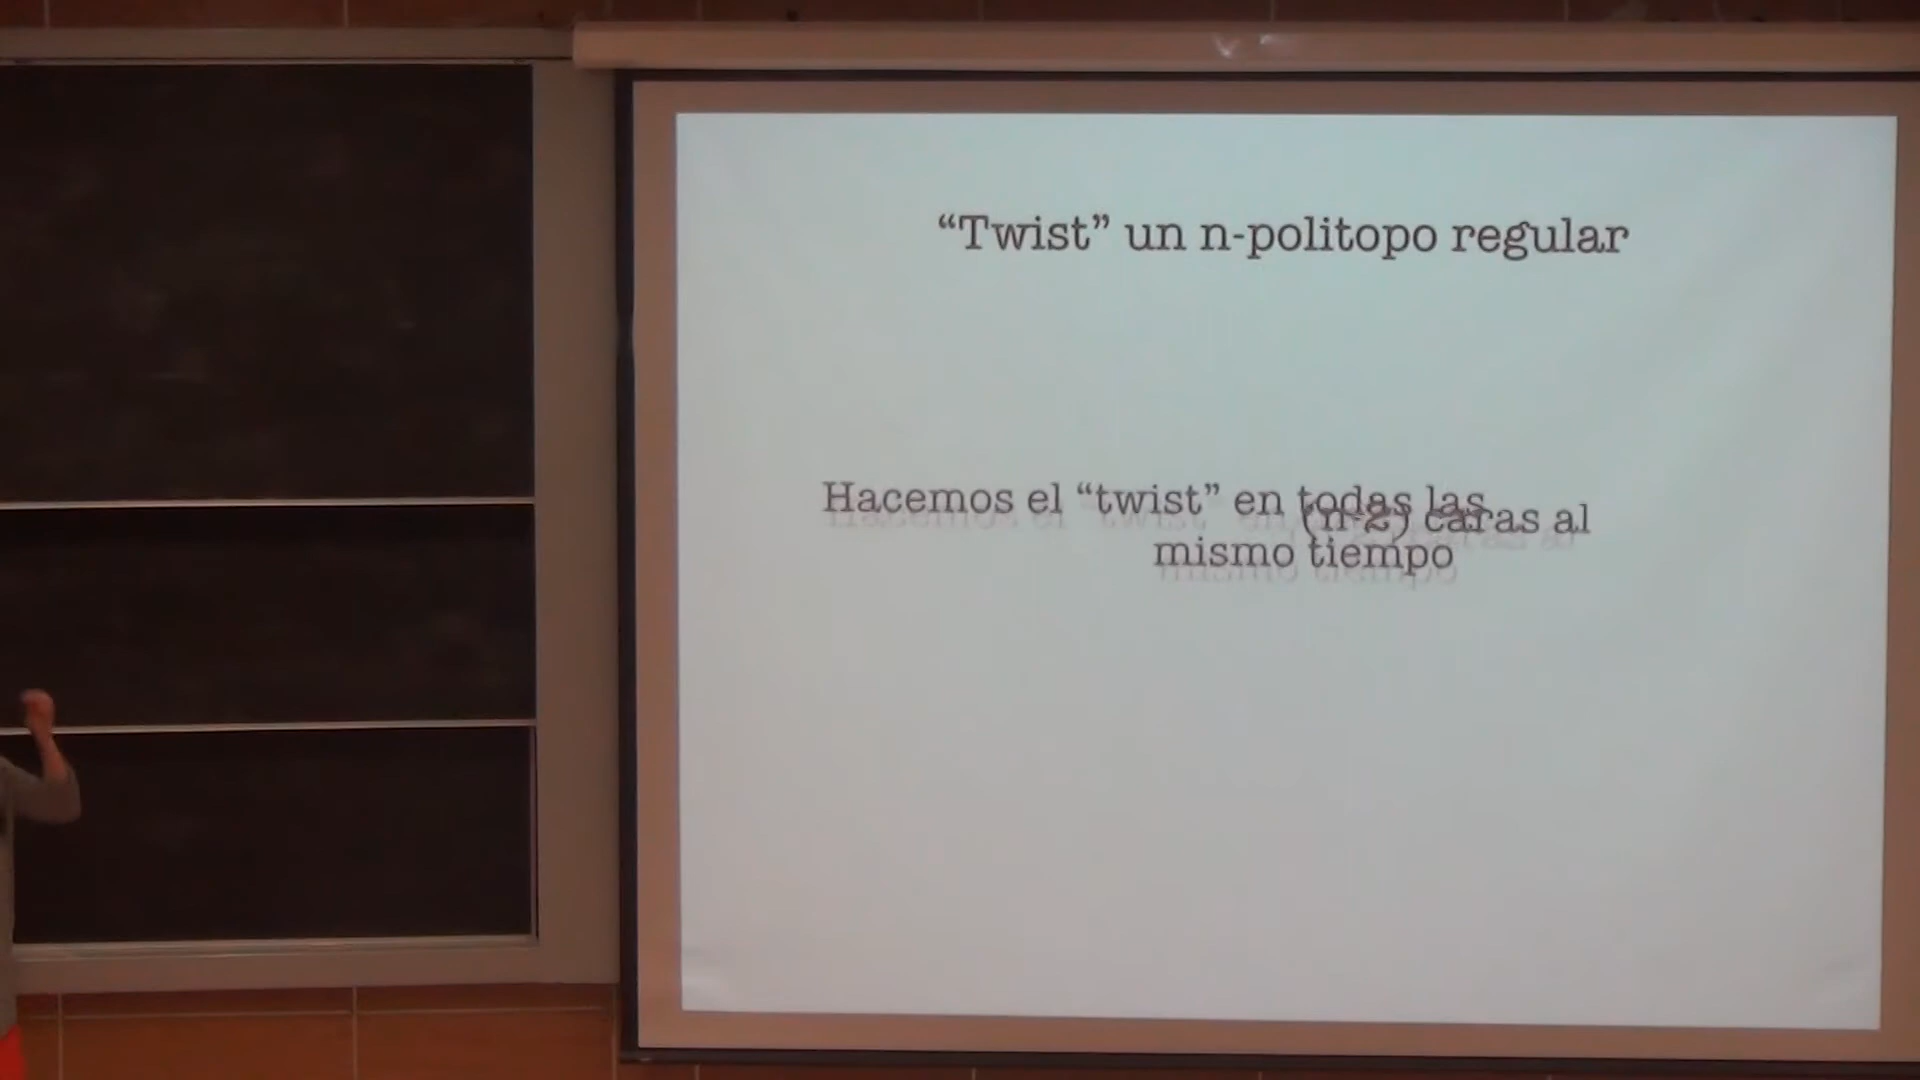 “Twist” un n-politopo regular
Hacemos el “twist” en todas las
(n-2) caras al
mismo tiempo